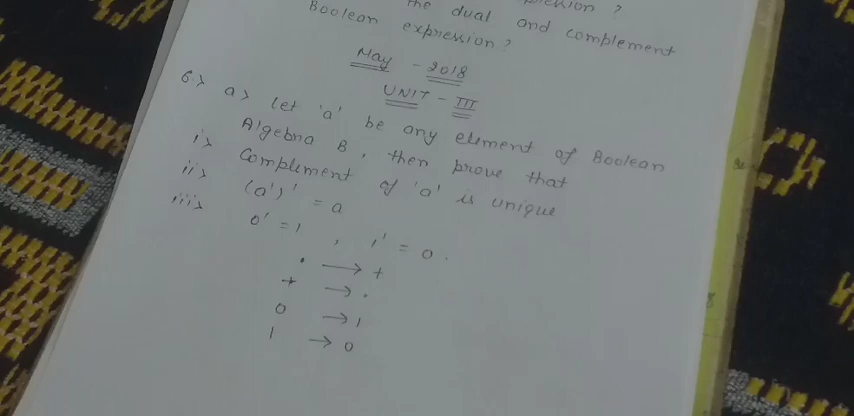 the dual and complement
Boolean expression?
May - 2018
UNIT - III
6.> a> let 'a' be any element of Boolean
Algebra B, then prove that
i> Complement of 'a' is unique
ii> (a')' = a
iii> 0' = 1 , 1' = 0.
. → +
+ → .
0 → 1
1 → 0